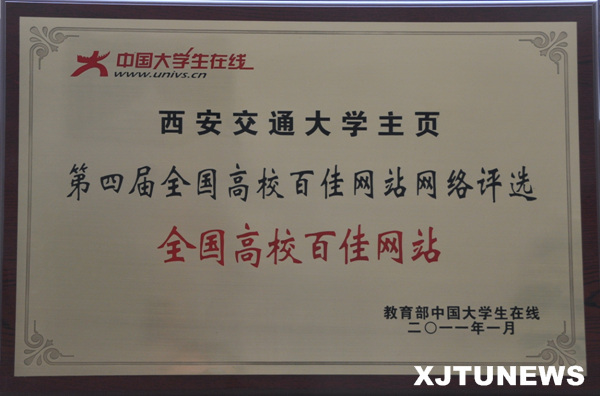 中国大学生在线
www.univs.cn
西安交通大学主页
第四届全国高校百佳网站网络评选
全国高校百佳网站
教育部中国大学生在线
二〇一一年一月
XJTUNEWS